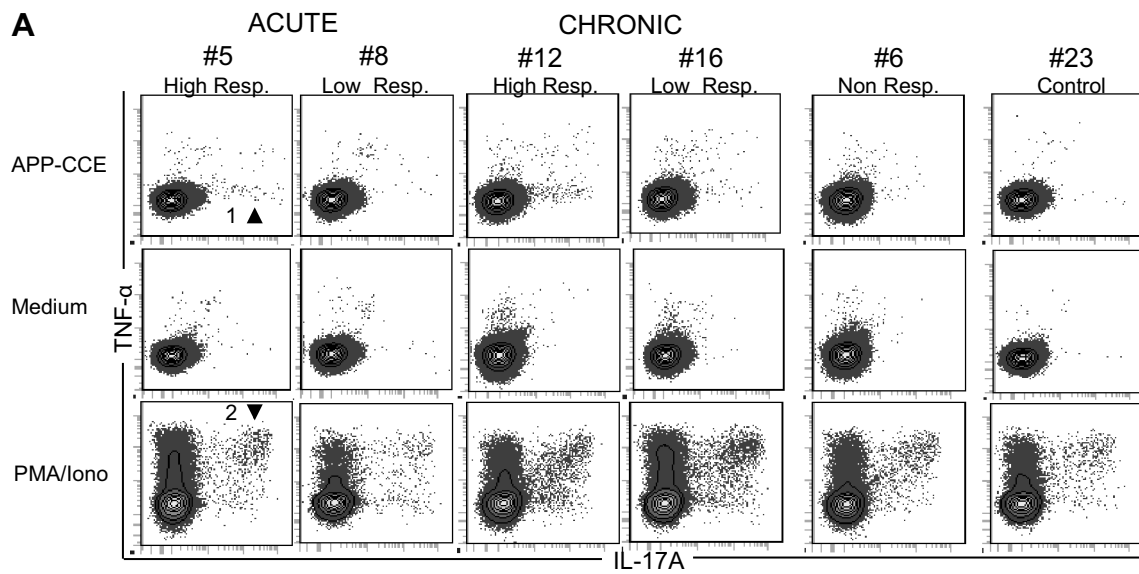 A
ACUTE CHRONIC
#5 #8 #12 #16 #6 #23
High Resp. Low Resp. High Resp. Low Resp. Non Resp. Control
APP-CCE
1 ▲
Medium
TNF-α
2 ▼
PMA/Iono
IL-17A